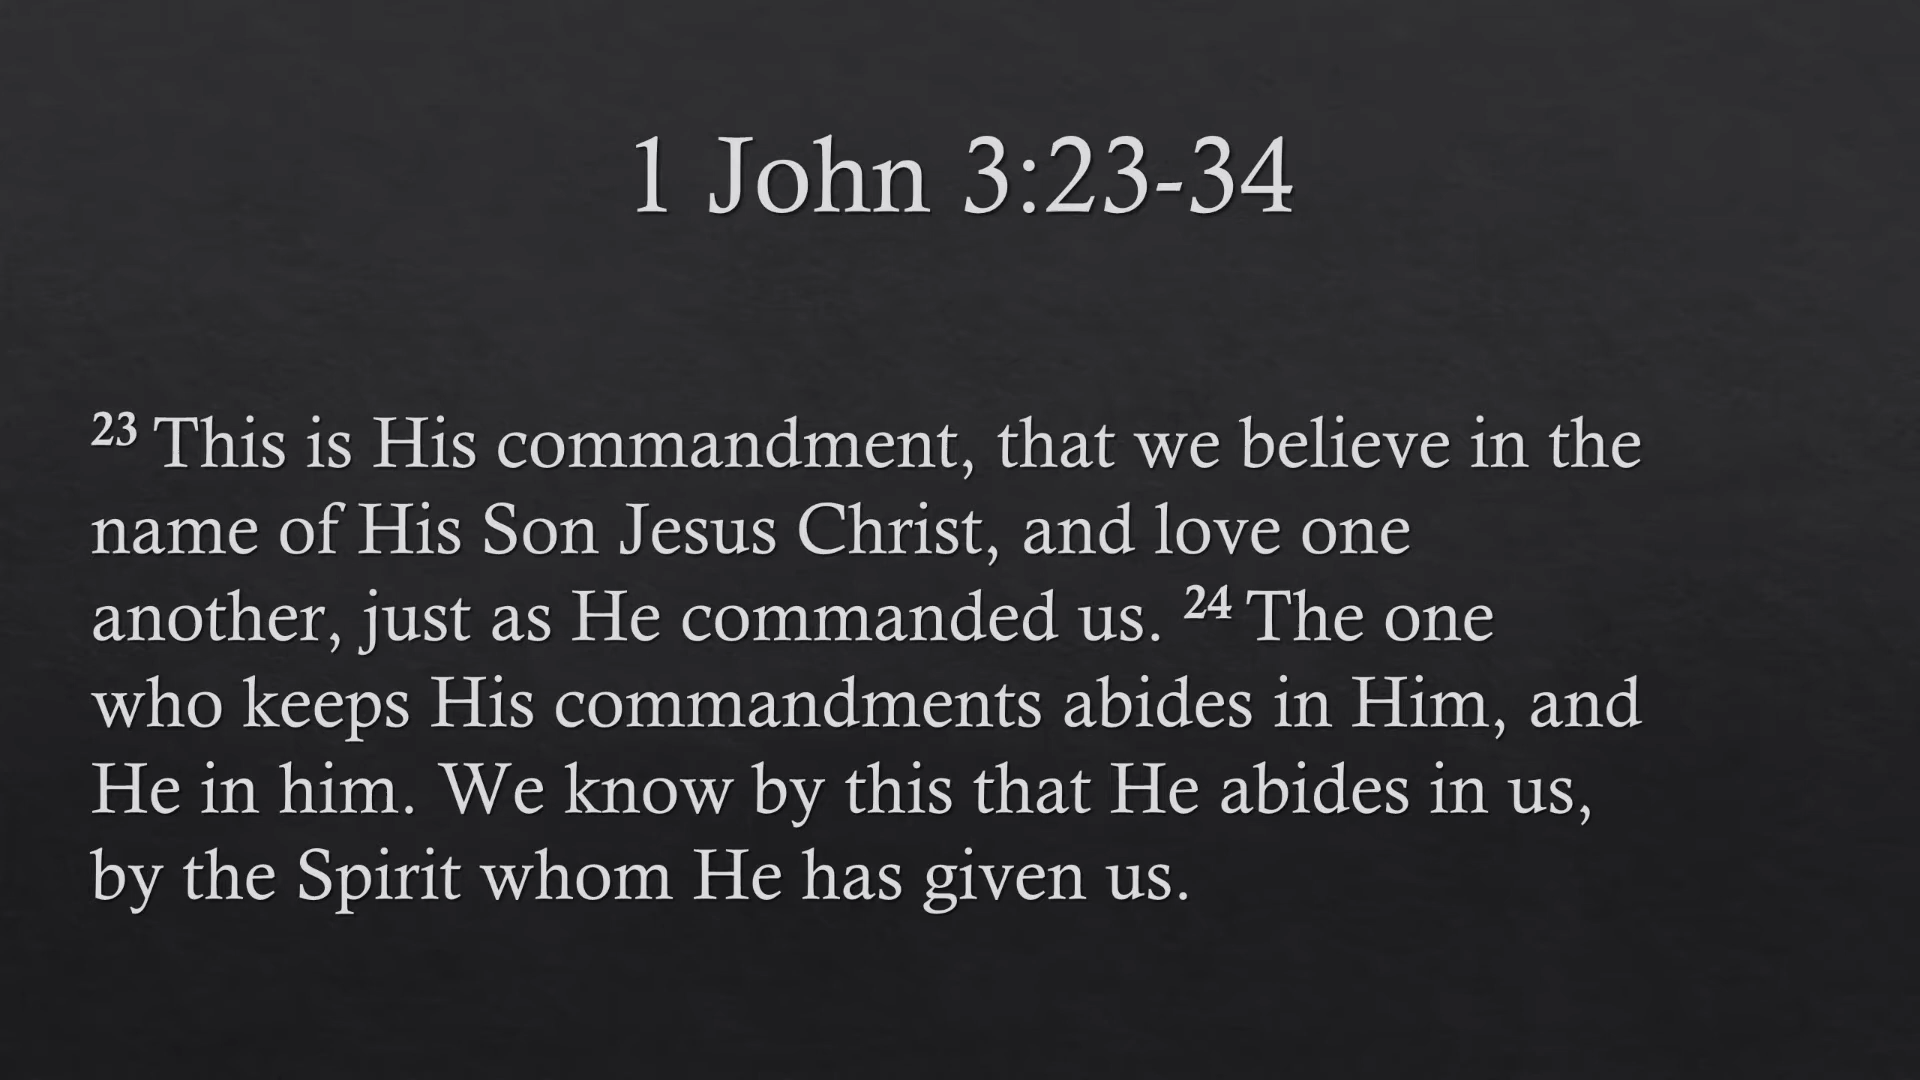 1 John 3:23-34
23 This is His commandment, that we believe in the
name of His Son Jesus Christ, and love one
another, just as He commanded us. 24 The one
who keeps His commandments abides in Him, and
He in him. We know by this that He abides in us,
by the Spirit whom He has given us.